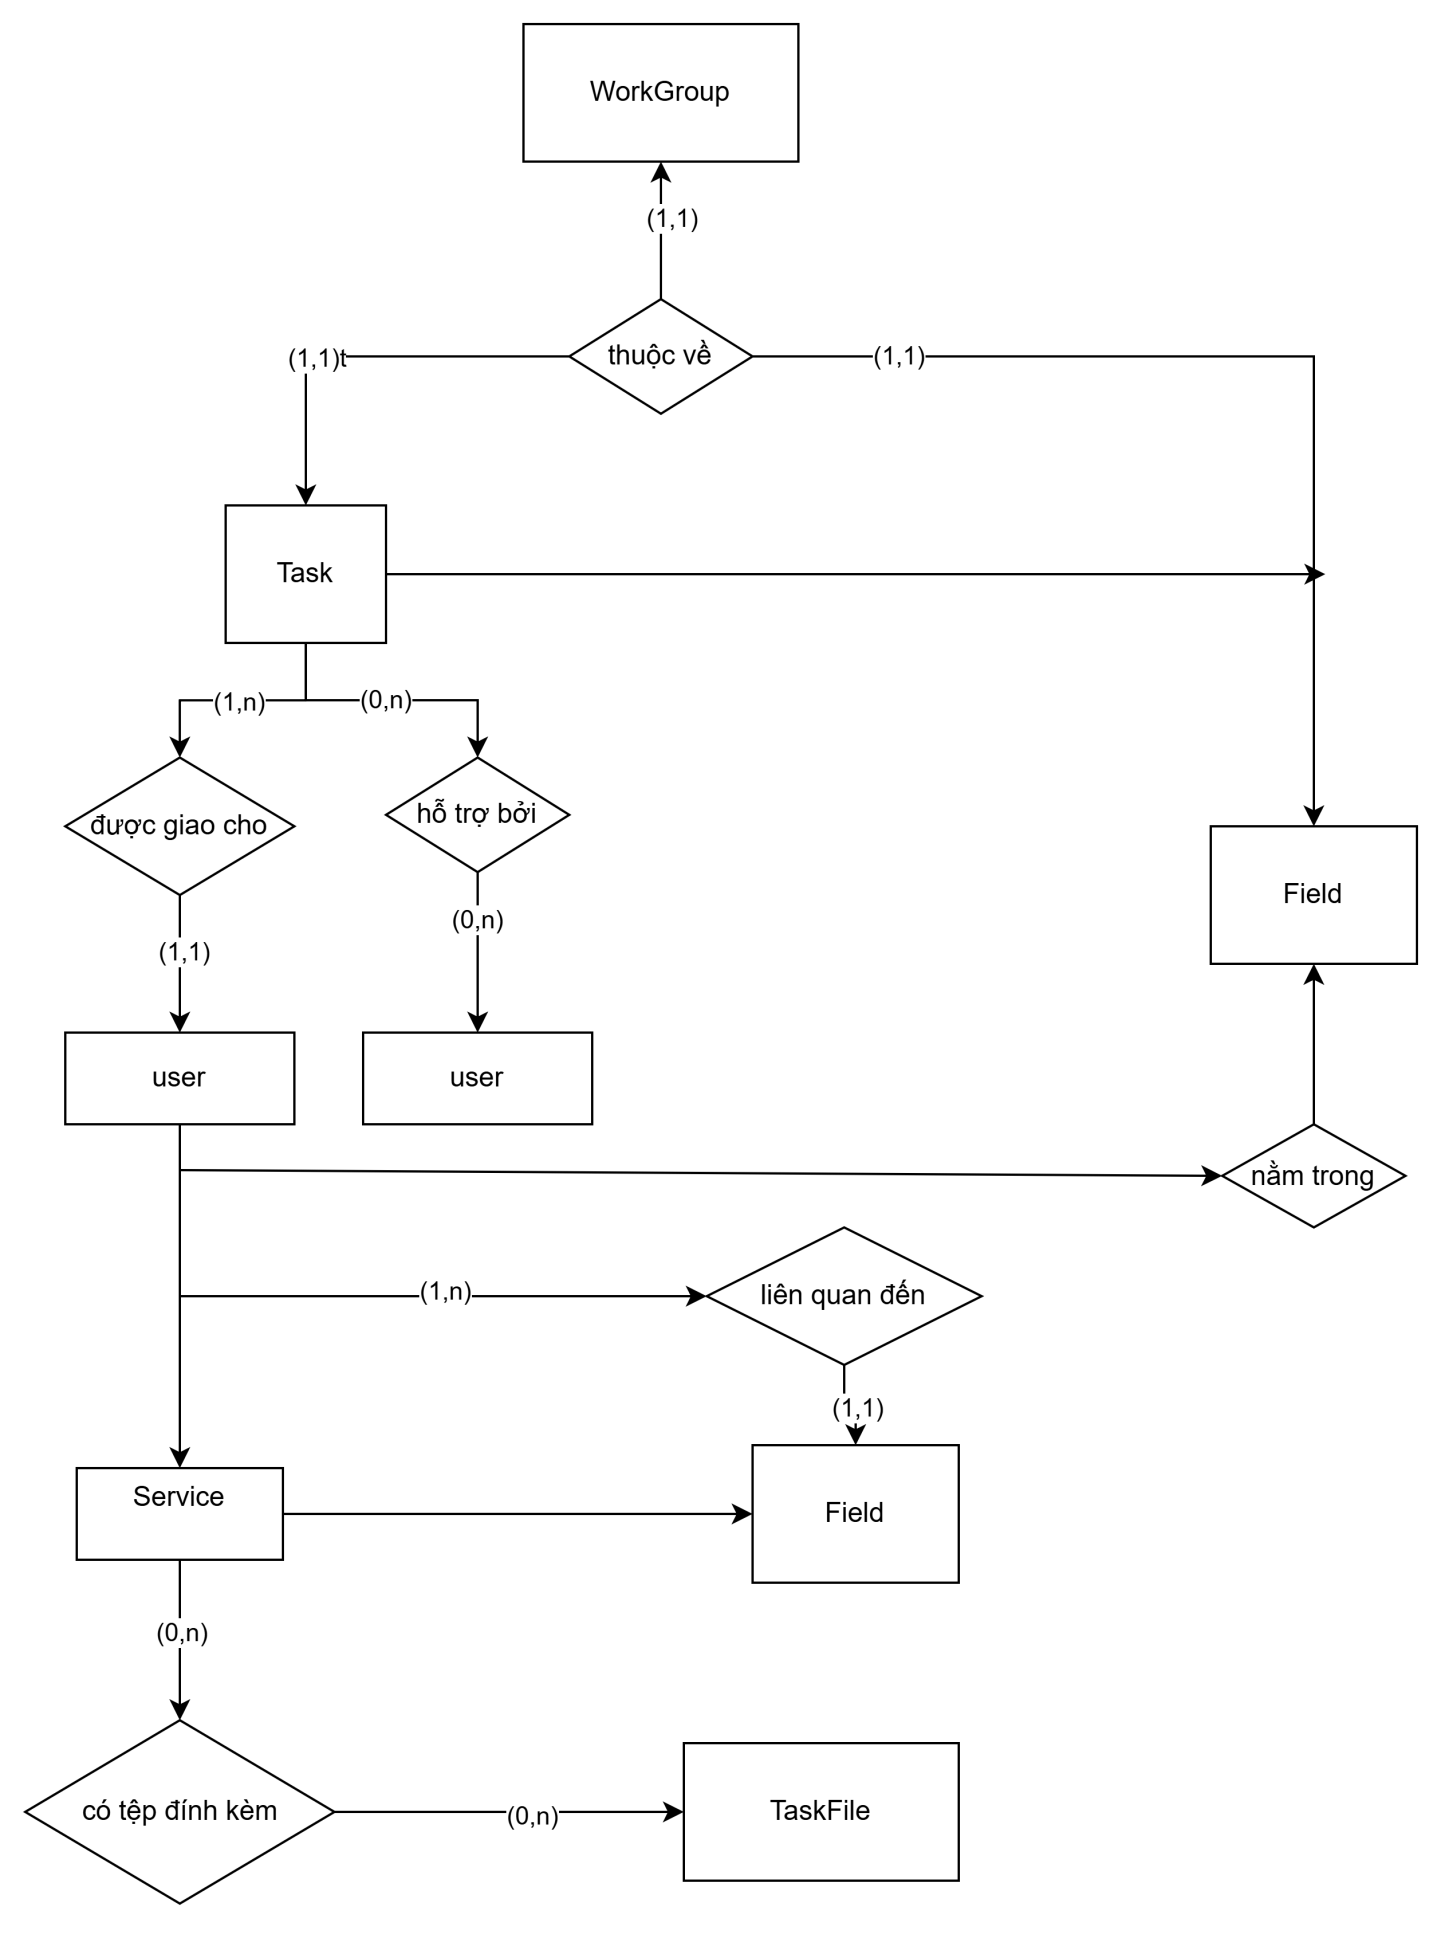 WorkGroup
(1,1)
thuộc về
(1,1)t
(1,1)
Task
(1,n)
(0,n)
được giao cho
hỗ trợ bởi
(1,1)
(0,n)
Field
user
user
nằm trong
(1,n)
liên quan đến
(1,1)
Service
Field
(0,n)
có tệp đính kèm
(0,n)
TaskFile